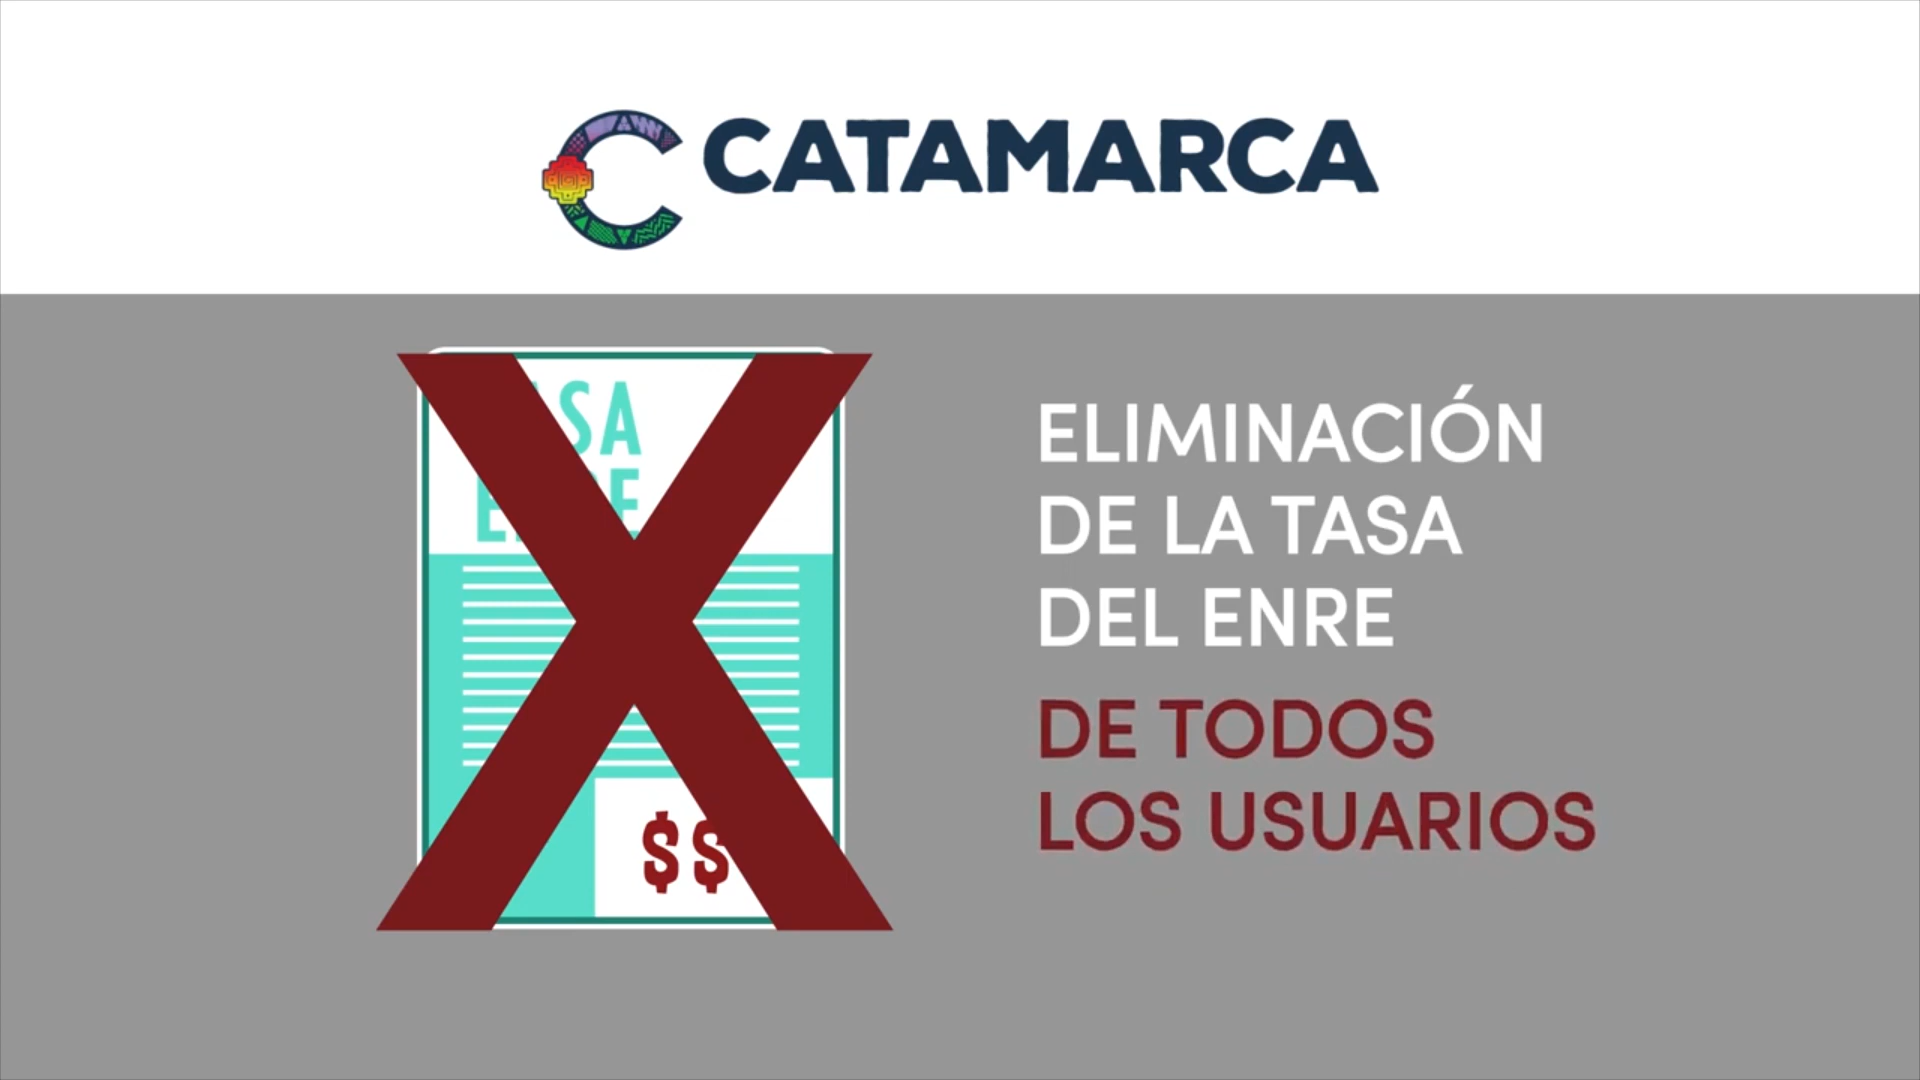 CATAMARCA
ELIMINACIÓN
DE LA TASA
DEL ENRE
DE TODOS
LOS USUARIOS
$$